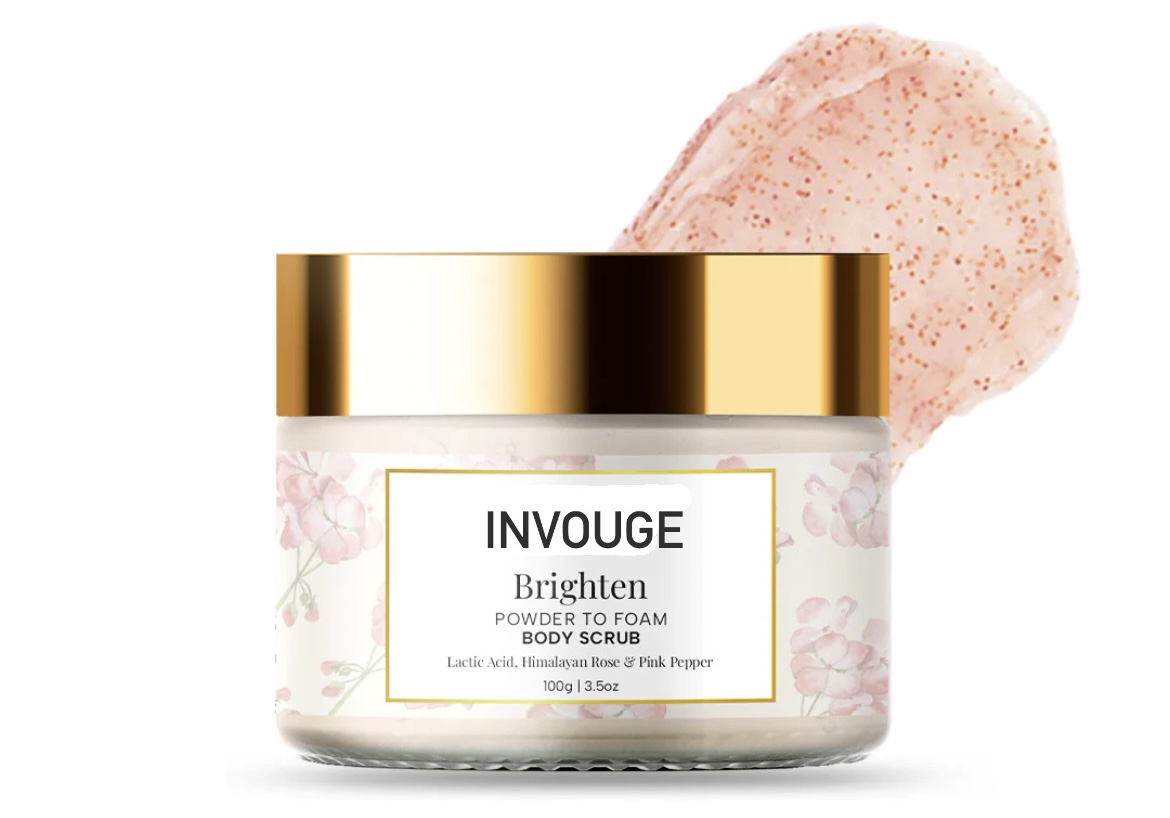 INVOUGE
Brighten
POWDER TO FOAM
BODY SCRUB
Lactic Acid, Himalayan Rose & Pink Pepper
100g | 3.5oz